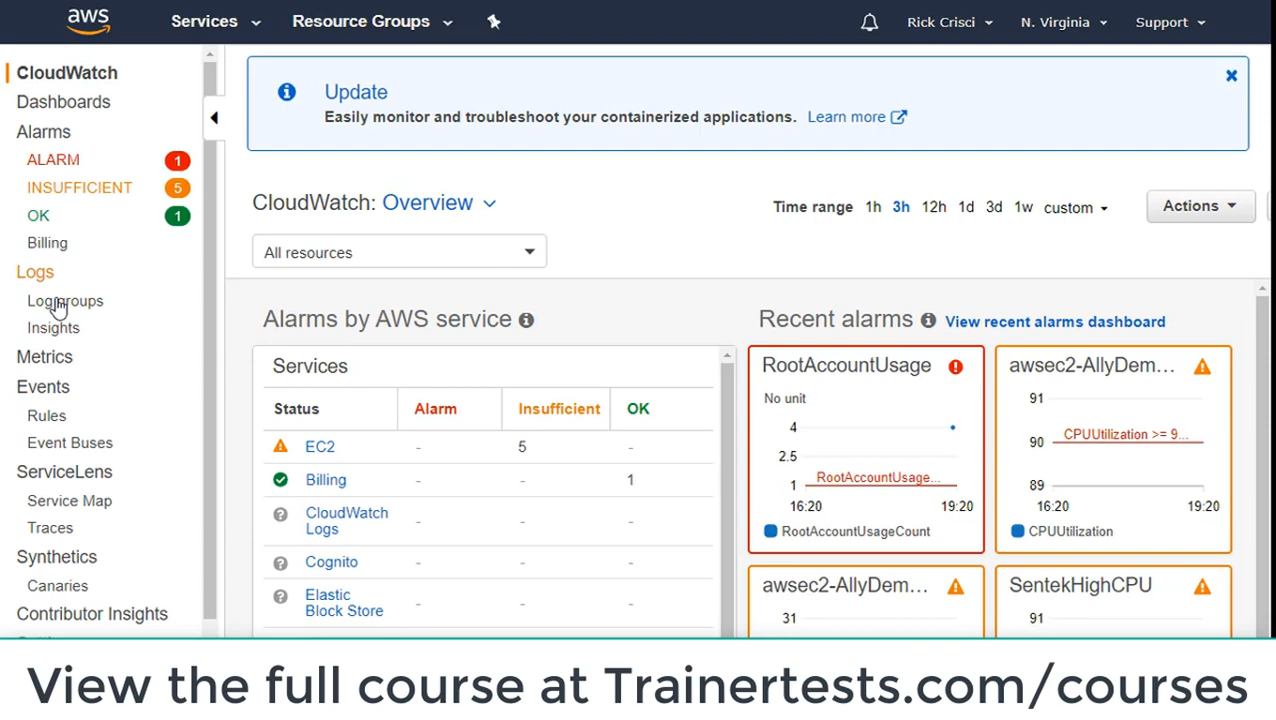 aws
Services
Resource Groups
Rick Crisci
N. Virginia
Support
CloudWatch
Dashboards
Alarms
ALARM 1
INSUFFICIENT 5
OK 1
Billing
Logs
Log groups
Insights
Metrics
Events
Rules
Event Buses
ServiceLens
Service Map
Traces
Synthetics
Canaries
Contributor Insights
Update
Easily monitor and troubleshoot your containerized applications. Learn more
CloudWatch: Overview
Time range 1h 3h 12h 1d 3d 1w custom
Actions
All resources
Alarms by AWS service
Services
Status Alarm Insufficient OK
EC2 - 5 -
Billing - - 1
CloudWatch
Logs - - -
Cognito - - -
Elastic
Block Store - - -
Recent alarms View recent alarms dashboard
RootAccountUsage
No unit
4
2.5
1
RootAccountUsage...
16:20 19:20
RootAccountUsageCount
awsec2-AllyDem...
91
90
89
CPUUtilization >= 9...
16:20 19:20
CPUUtilization
awsec2-AllyDem...
31
SentekHighCPU
91
View the full course at Trainertests.com/courses